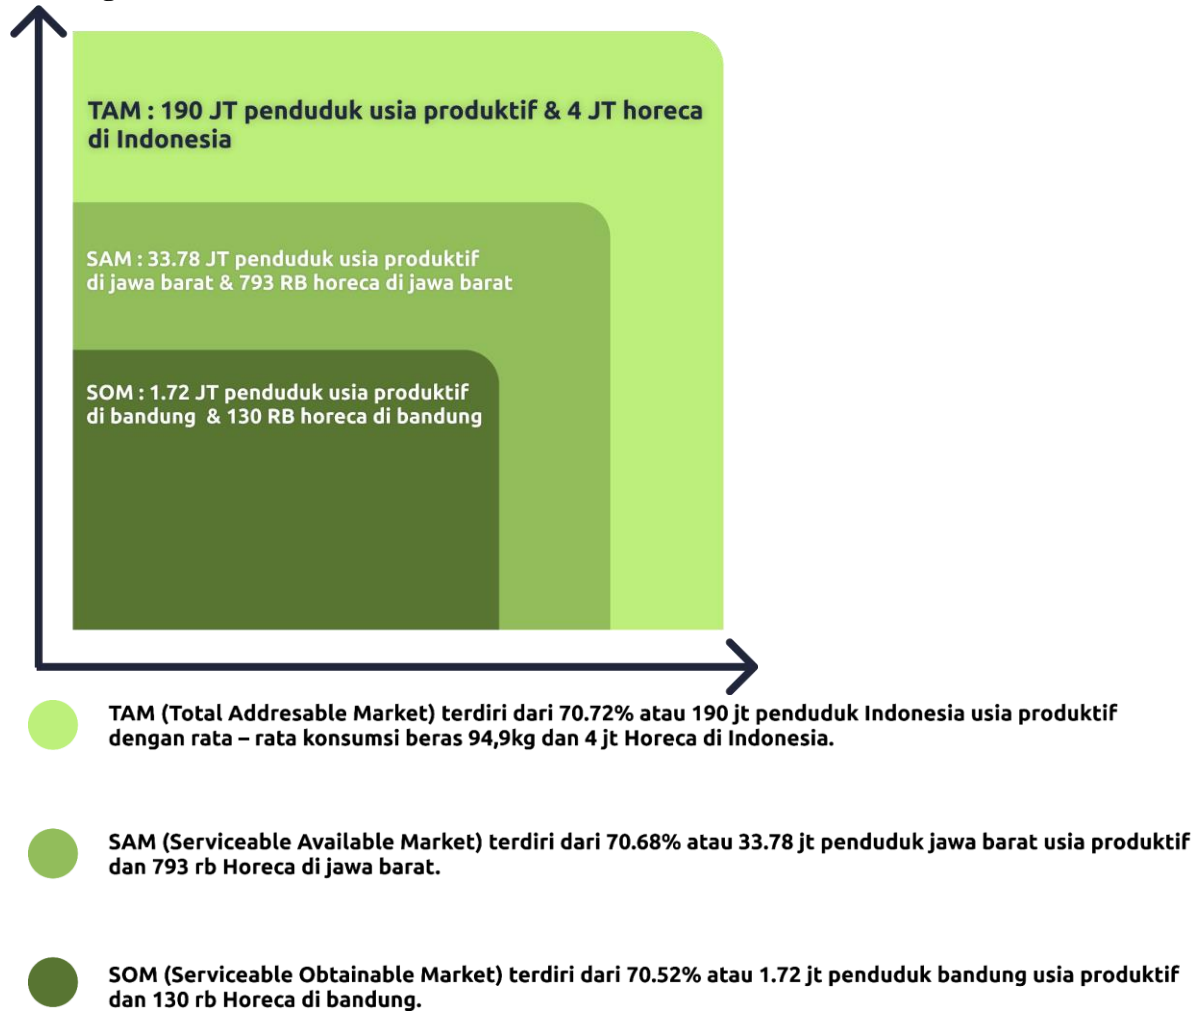 TAM : 190 JT penduduk usia produktif & 4 JT horeca
di Indonesia
SAM : 33.78 JT penduduk usia produktif
di jawa barat & 793 RB horeca di jawa barat
SOM : 1.72 JT penduduk usia produktif
di bandung & 130 RB horeca di bandung
TAM (Total Addresable Market) terdiri dari 70.72% atau 190 jt penduduk Indonesia usia produktif
dengan rata – rata konsumsi beras 94,9kg dan 4 jt Horeca di Indonesia.
SAM (Serviceable Available Market) terdiri dari 70.68% atau 33.78 jt penduduk jawa barat usia produktif
dan 793 rb Horeca di jawa barat.
SOM (Serviceable Obtainable Market) terdiri dari 70.52% atau 1.72 jt penduduk bandung usia produktif
dan 130 rb Horeca di bandung.